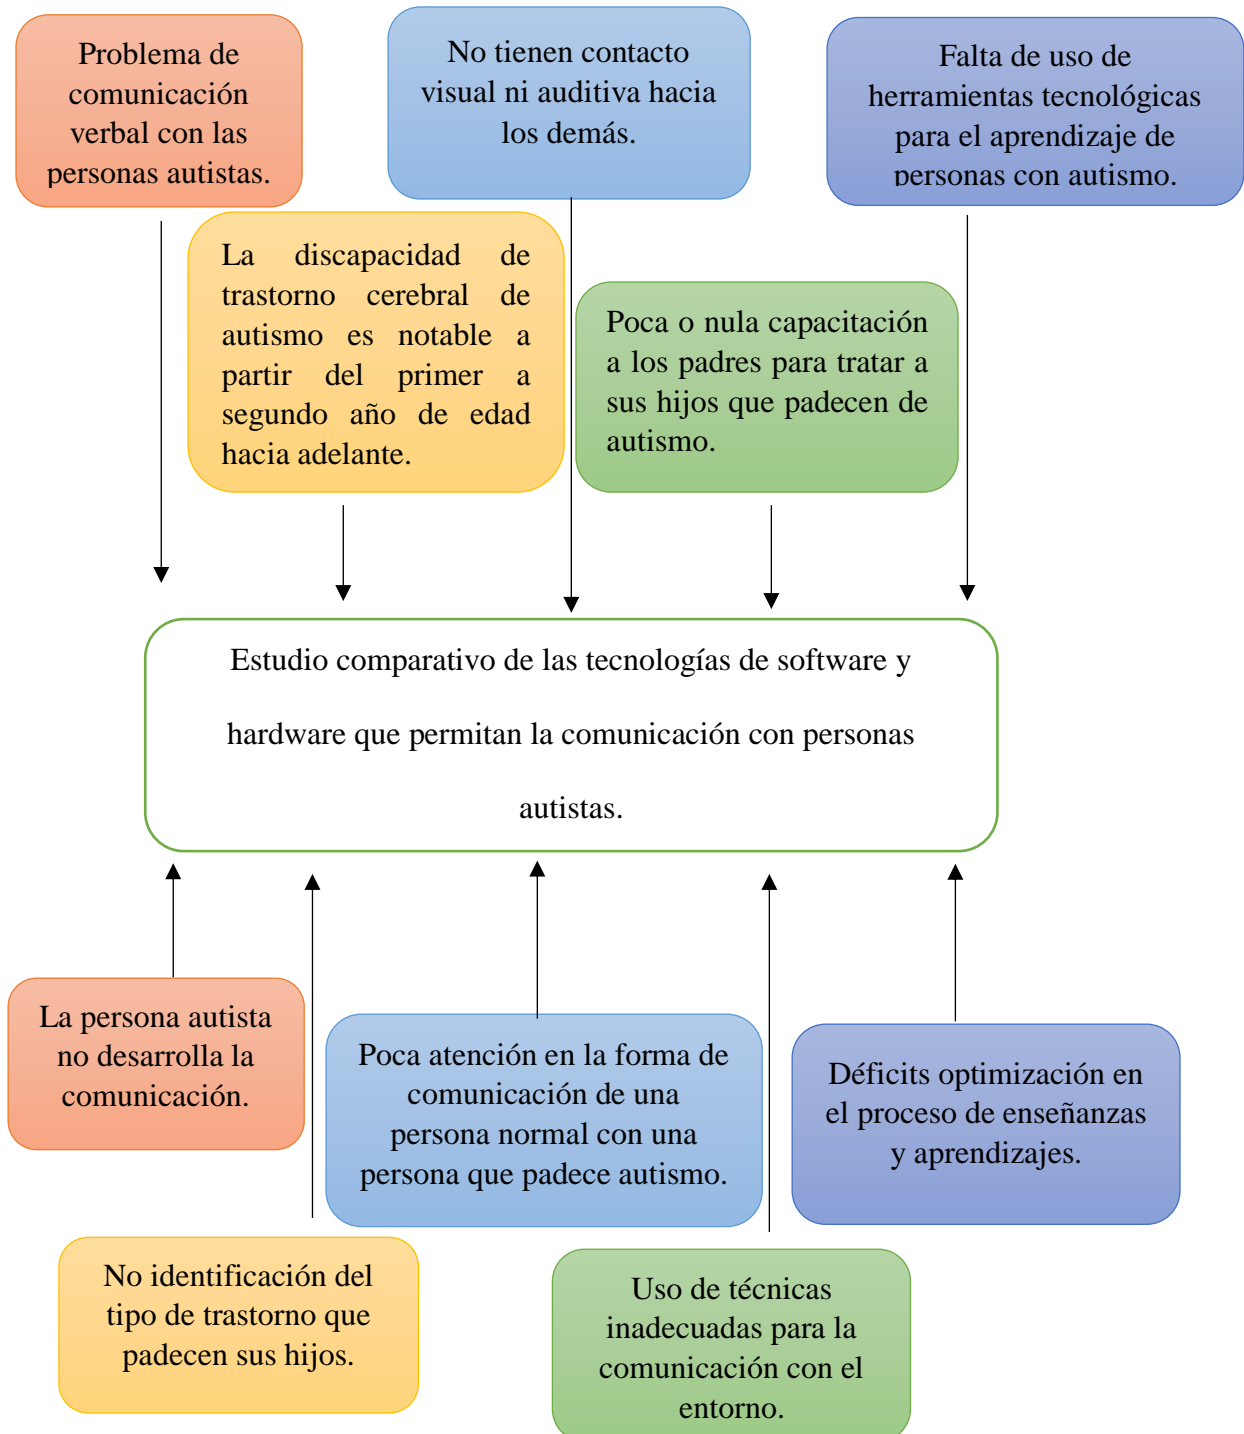 Problema de
comunicación
verbal con las
personas autistas.
No tienen contacto
visual ni auditiva hacia
los demás.
Falta de uso de
herramientas tecnológicas
para el aprendizaje de
personas con autismo.
La discapacidad de
trastorno cerebral de
autismo es notable a
partir del primer a
segundo año de edad
hacia adelante.
Poca o nula capacitación
a los padres para tratar a
sus hijos que padecen de
autismo.
Estudio comparativo de las tecnologías de software y
hardware que permitan la comunicación con personas
autistas.
La persona autista
no desarrolla la
comunicación.
Poca atención en la forma de
comunicación de una
persona normal con una
persona que padece autismo.
Déficits optimización en
el proceso de enseñanzas
y aprendizajes.
No identificación del
tipo de trastorno que
padecen sus hijos.
Uso de técnicas
inadecuadas para la
comunicación con el
entorno.